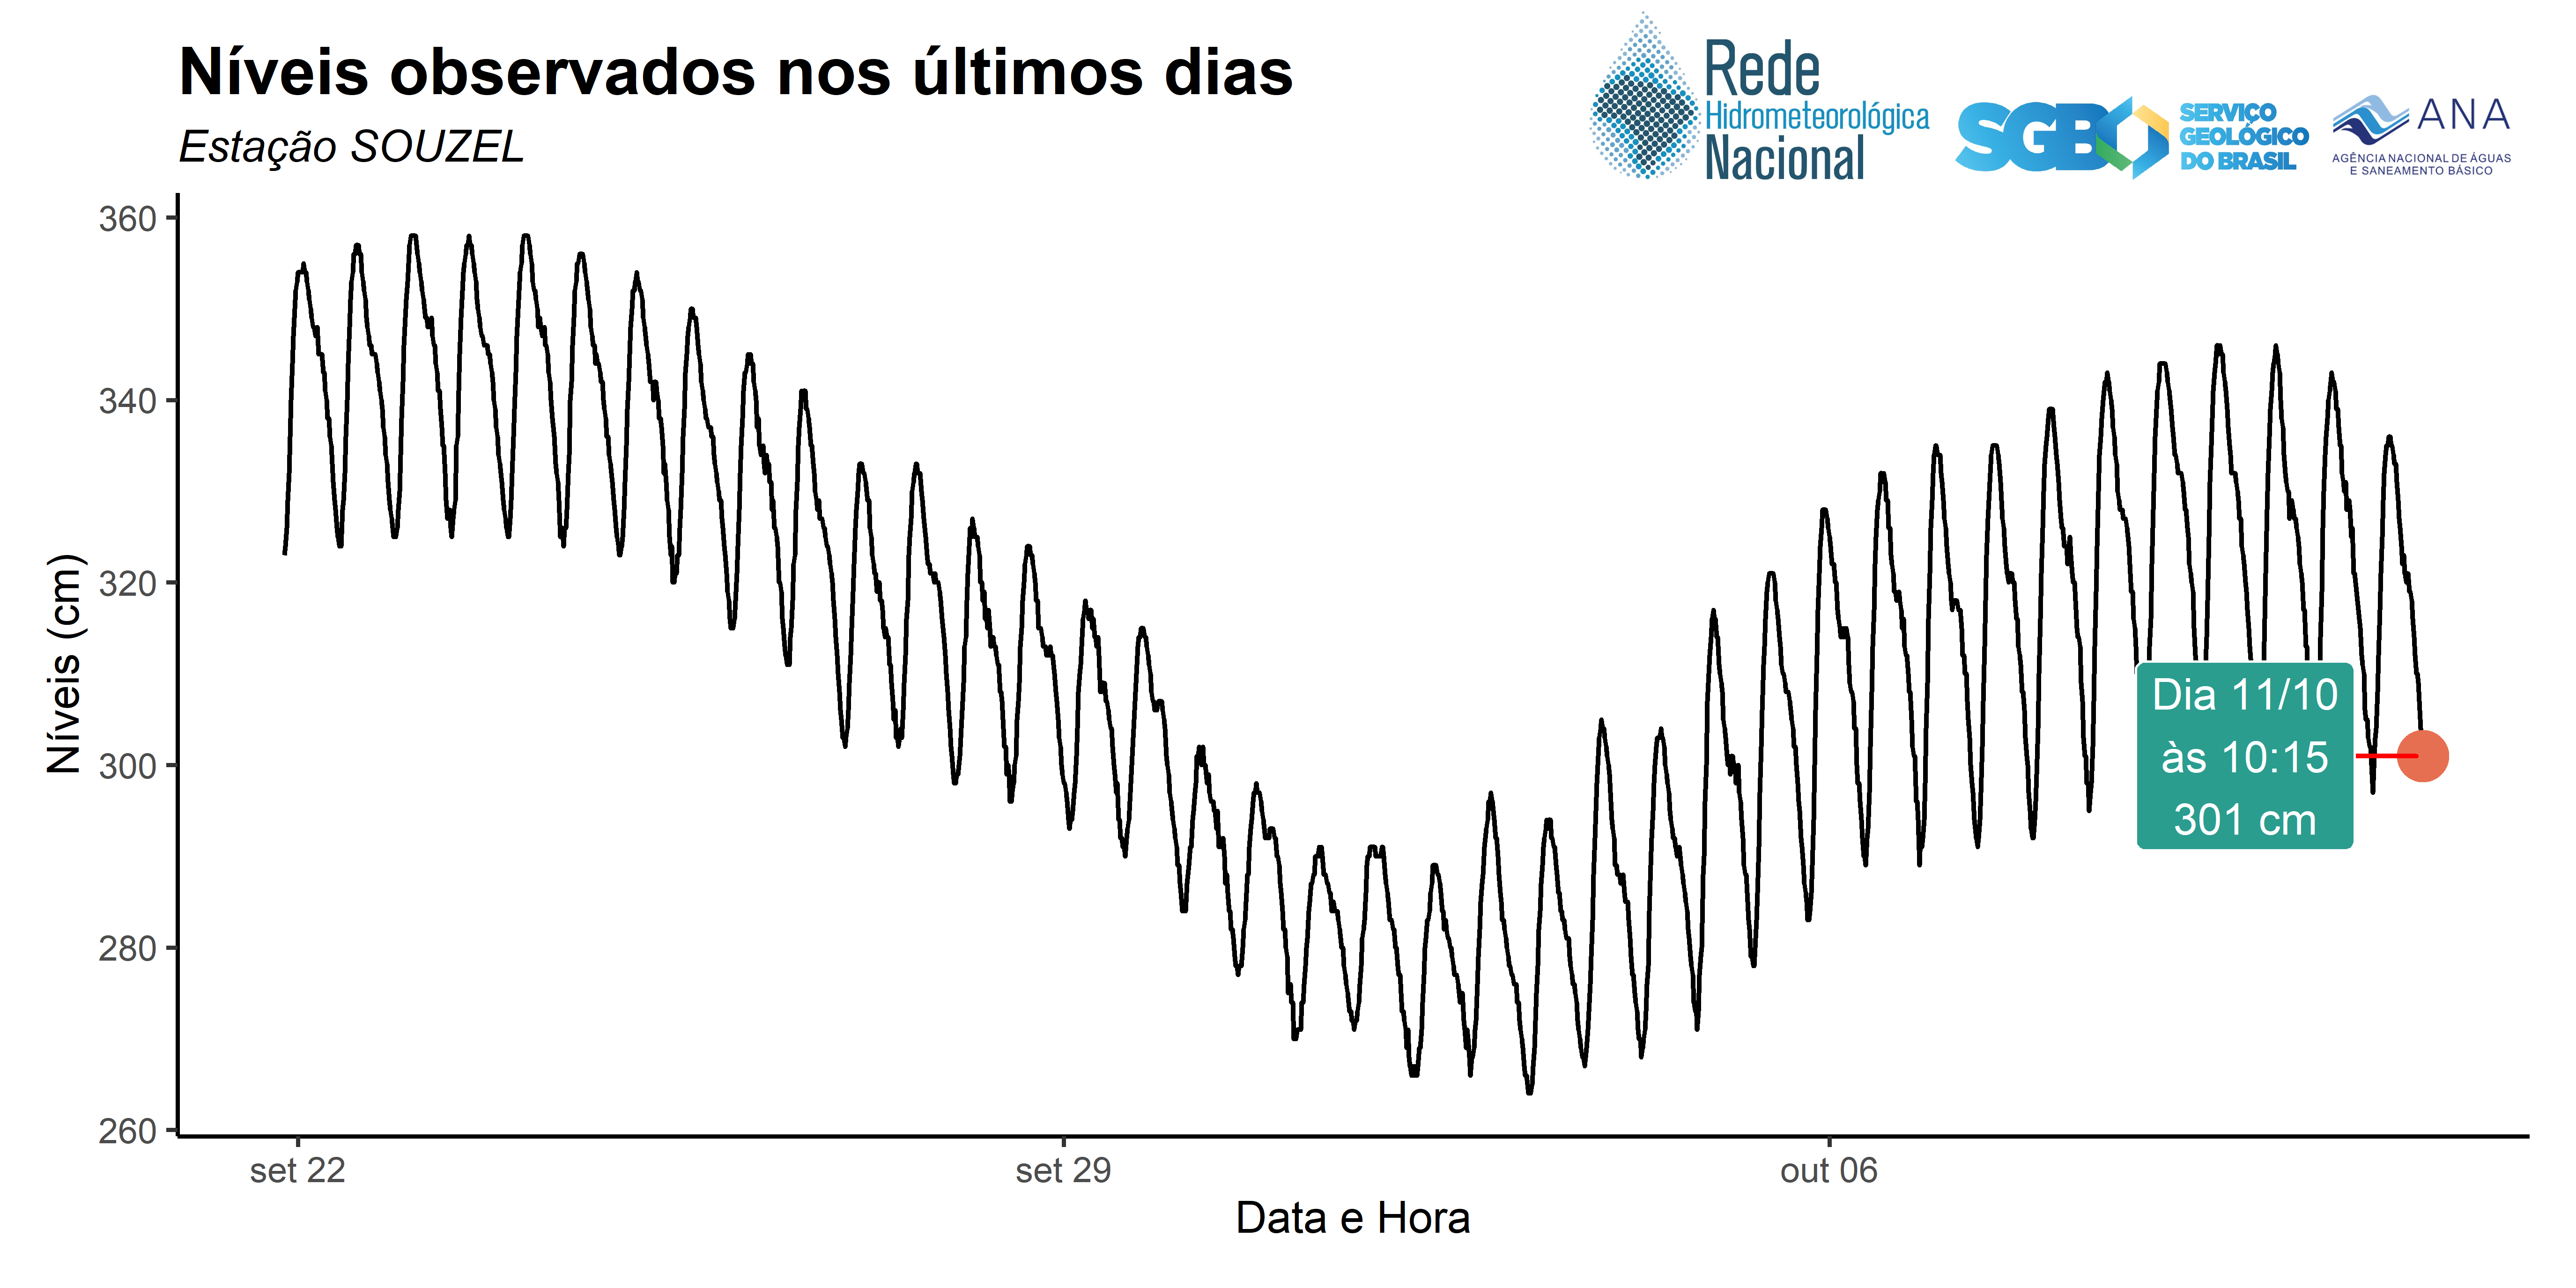 Níveis observados nos últimos dias
Estação SOUZEL
Rede
Hidrometeorológica
Nacional
SGB
SERVIÇO
GEOLÓGICO
DO BRASIL
ANA
AGÊNCIA NACIONAL DE ÁGUAS
E SANEAMENTO BÁSICO
Níveis (cm)
360
340
320
300
280
260
Dia 11/10
às 10:15
301 cm
set 22
set 29
out 06
Data e Hora